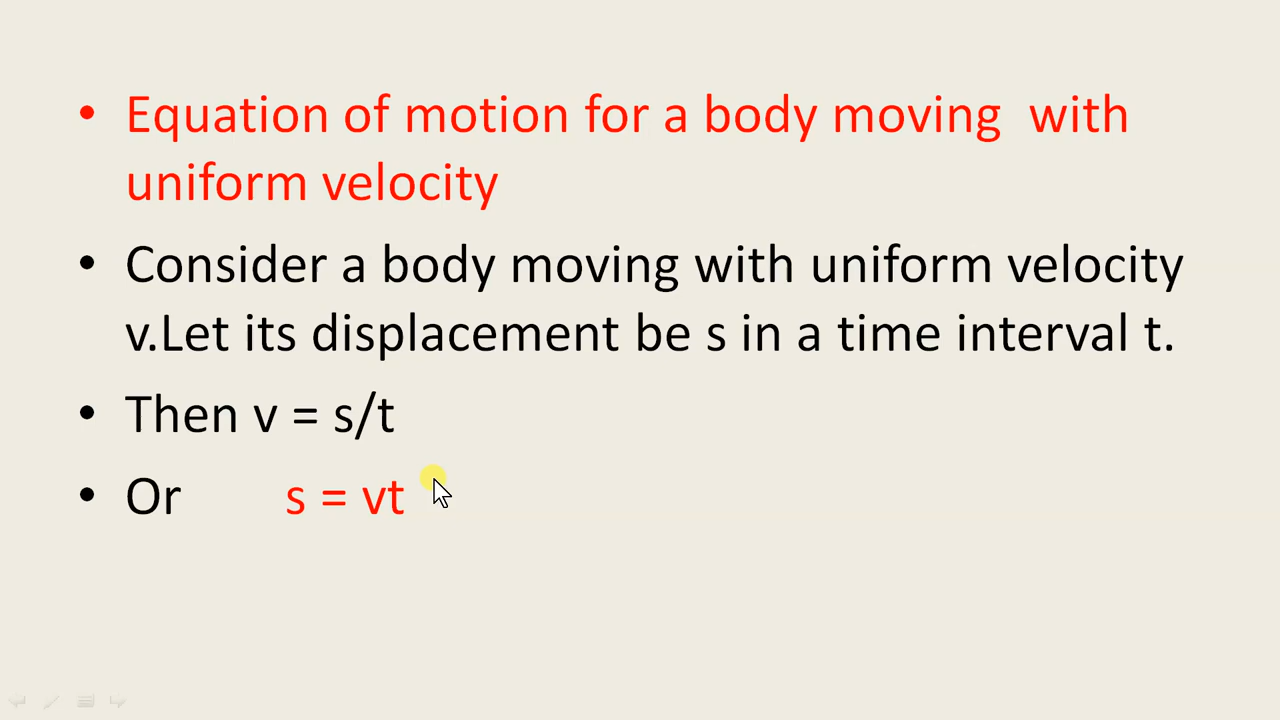 • Equation of motion for a body moving  with
uniform velocity
• Consider a body moving with uniform velocity
v.Let its displacement be s in a time interval t.
• Then v = s/t
• Or s = vt